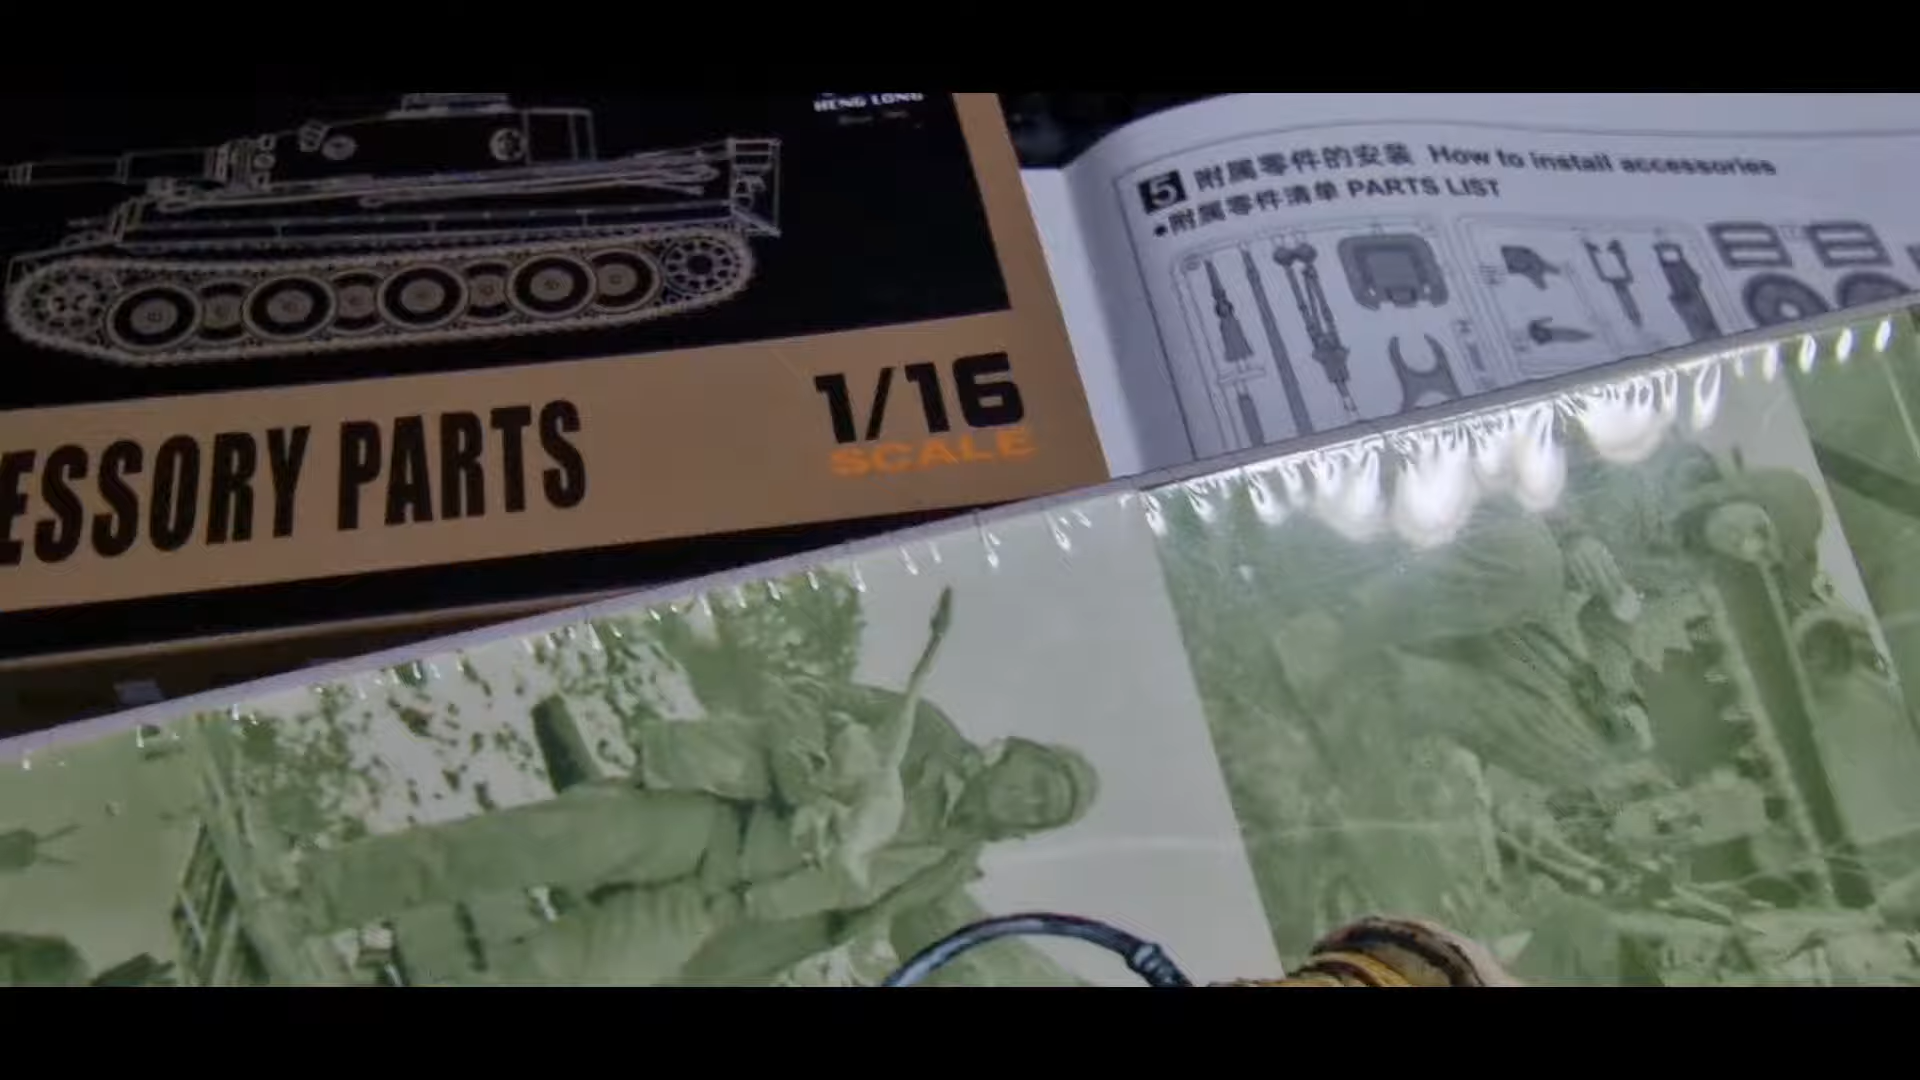 HENG LONG
ESSORY PARTS
1/16
SCALE
5 附属零件的安装 How to install accessories
•附属零件清单 PARTS LIST